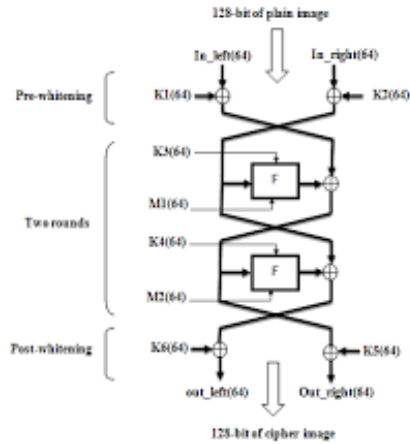 128-bit of plain image
In_left(64) In_right(64)
Pre-whitening
K1(64) K2(64)
K3(64)
F
M1(64)
Two rounds
K4(64)
F
M2(64)
Post-whitening
K6(64) K5(64)
out_left(64) Out_right(64)
128-bit of cipher image